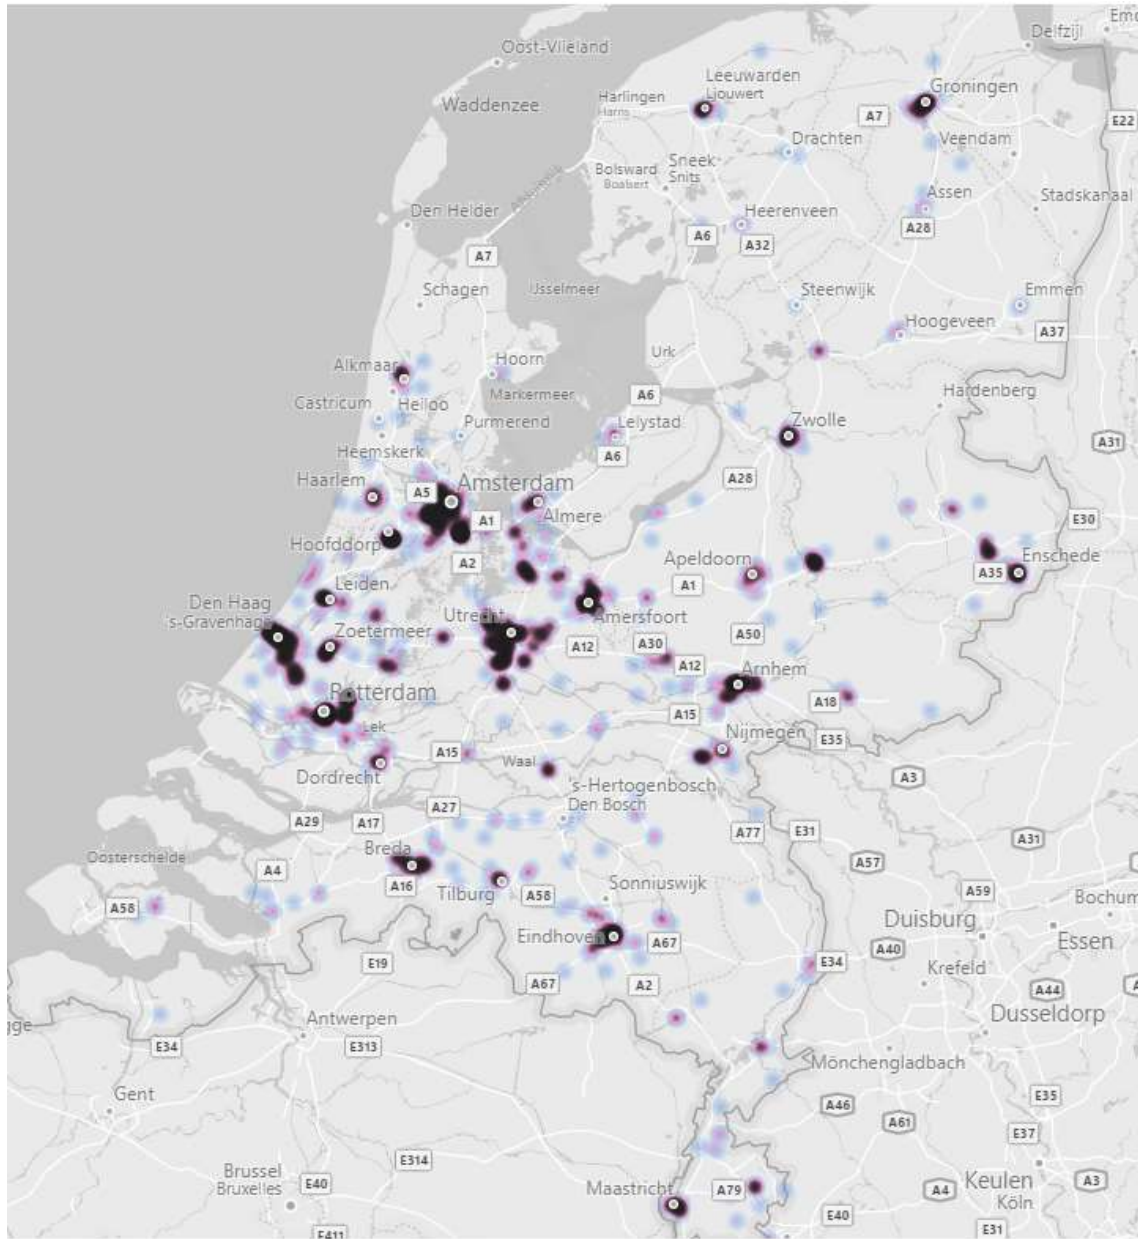 Oost-Vlieland
Delfzijl
Waddenzee
Harlingen
Harns
Leeuwarden
Ljouwert
Groningen
A7
E22
Drachten
Veendam
Bolsward
Boalsert
Sneek
Snits
Assen
Stadskanaal
Den Helder
Heerenveen
A28
A6
A32
A7
Schagen
IJsselmeer
Steenwijk
Emmen
Hoogeveen
A37
Alkmaar
Hoorn
Urk
Castricum
Heiloo
Markermeer
A6
Hardenberg
Purmerend
Lelystad
Zwolle
Heemskerk
A6
A31
Haarlem
A5
Amsterdam
A28
A1
Almere
E30
Hoofddorp
A2
Apeldoorn
Enschede
A35
Leiden
A1
Den Haag
's-Gravenhage
Utrecht
Amersfoort
Zoetermeer
A12
A30
A50
A12
Arnhem
Rotterdam
A18
Lek
A15
Nijmegen
E35
A15
Waal
Dordrecht
A3
's-Hertogenbosch
Den Bosch
A27
A29
A17
A77
E31
A31
Oosterschelde
Breda
A4
A57
A16
Tilburg
A58
Sonniuswijk
A59
Bochum
A58
Duisburg
Essen
Eindhoven
A67
E34
A40
E19
Krefeld
A67
A2
A44
Antwerpen
Dusseldorp
E34
E313
Mönchengladbach
Gent
A46
E35
A61
E37
E314
Brussel
Bruxelles
E40
Maastricht
A79
A4
Keulen
Köln
A3
E40
E31
E411